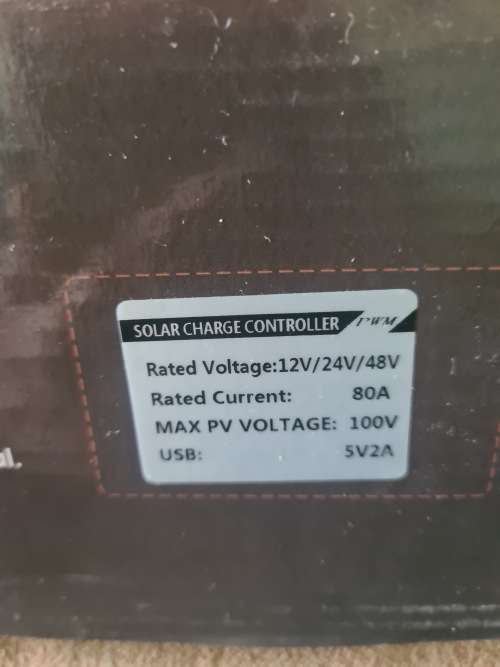 SOLAR CHARGE CONTROLLER PWM
Rated Voltage:12V/24V/48V
Rated Current: 80A
MAX PV VOLTAGE: 100V
USB: 5V2A